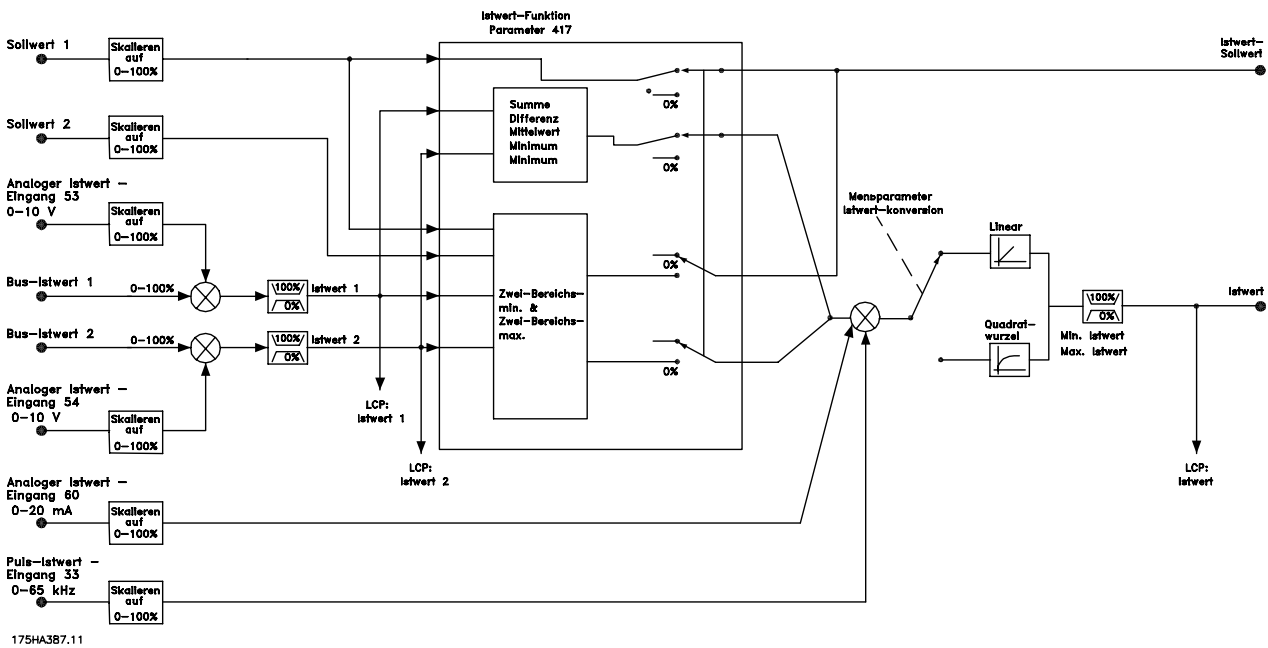 Istwert-Funktion
Parameter 417
Sollwert 1
Skalieren
auf
0-100%
Istwert-
Sollwert
0%
Summe
Differenz
Mittelwert
Minimum
Minimum
Sollwert 2
Skalieren
auf
0-100%
0%
Analoger Istwert -
Eingang 53
0-10 V
Skalieren
auf
0-100%
Menøparameter
Istwert-konversion
Linear
0%
Bus-Istwert 1
0-100%
100%
0%
Istwert 1
Zwei-Bereichs-
min. &
Zwei-Bereichs-
max.
100%
0%
Istwert
Bus-Istwert 2
0-100%
100%
0%
Istwert 2
Quadrat-
wurzel
Min. Istwert
Max. Istwert
0%
Analoger Istwert -
Eingang 54
0-10 V
Skalieren
auf
0-100%
LCP:
Istwert 1
LCP:
Istwert 2
LCP:
Istwert
Analoger Istwert -
Eingang 60
0-20 mA
Skalieren
auf
0-100%
Puls-Istwert -
Eingang 33
0-65 kHz
Skalieren
auf
0-100%
175HA387.11